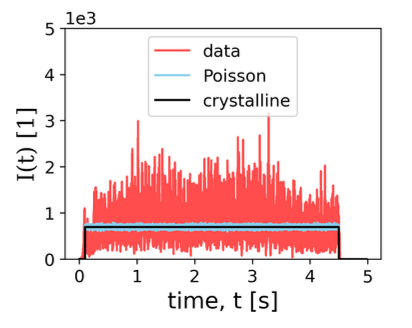 1e3
5
4
3
2
1
0
I(t) [1]
data
Poisson
crystalline
0 1 2 3 4 5
time, t [s]